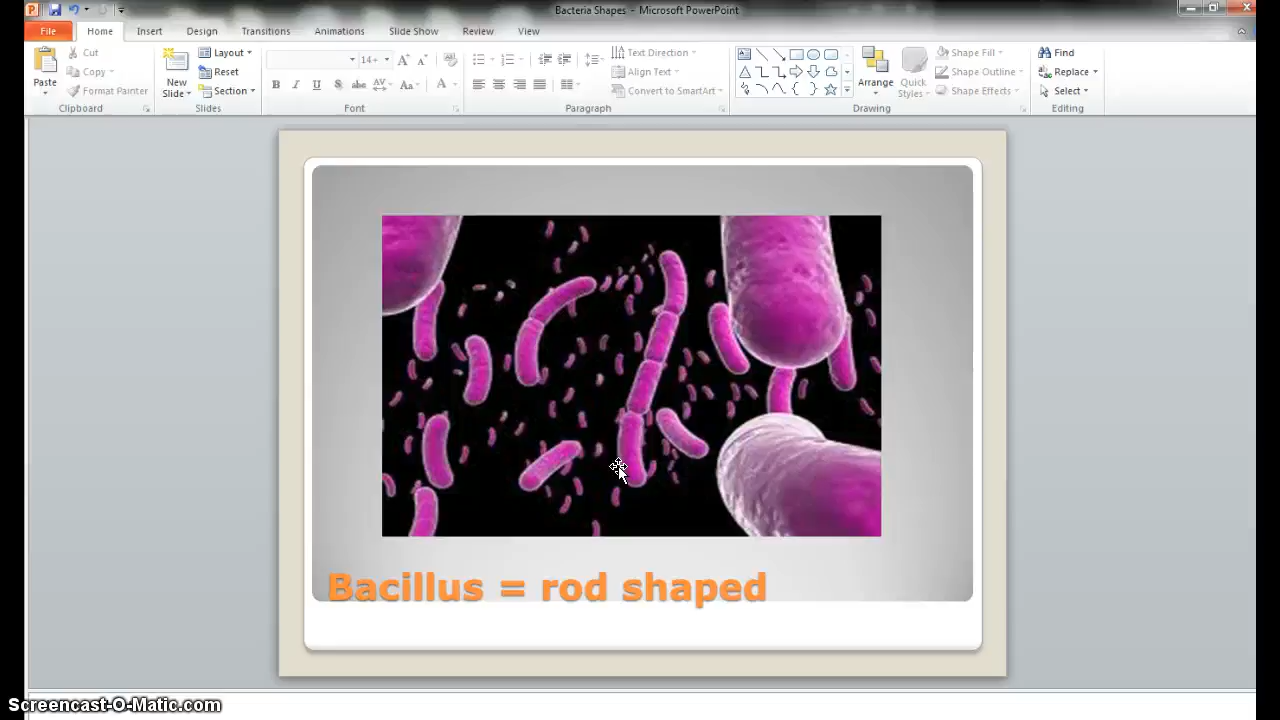 Bacteria Shapes - Microsoft PowerPoint
File Home Insert Design Transitions Animations Slide Show Review View
Paste
Cut
Copy
Format Painter
Clipboard
New Slide
Layout
Reset
Section
Slides
14+
Font
Text Direction
Align Text
Convert to SmartArt
Paragraph
Arrange
Quick Styles
Shape Fill
Shape Outline
Shape Effects
Drawing
Find
Replace
Select
Editing
Bacillus = rod shaped
Screencast-O-Matic.com